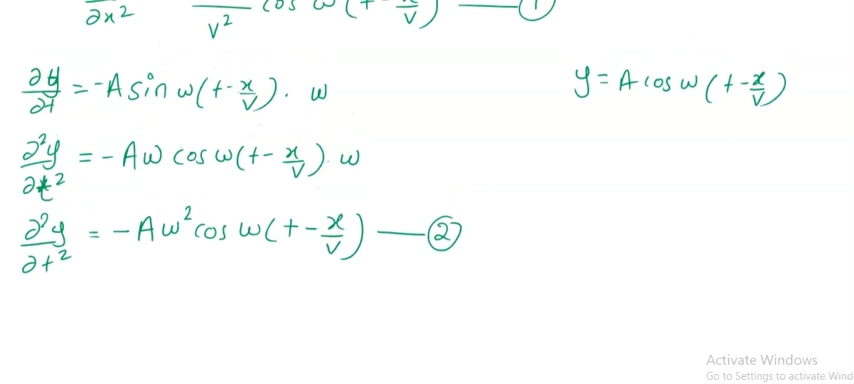 ∂x² V² cos ω(t - x/V) —— ①
∂y/∂t = -A sin ω(t - x/V) . ω
y = A cos ω(t - x/V)
∂²y/∂t² = -Aω cos ω(t - x/V) . ω
∂²y/∂t² = -Aω² cos ω(t - x/V) —— ②
Activate Windows
Go to Settings to activate Wind